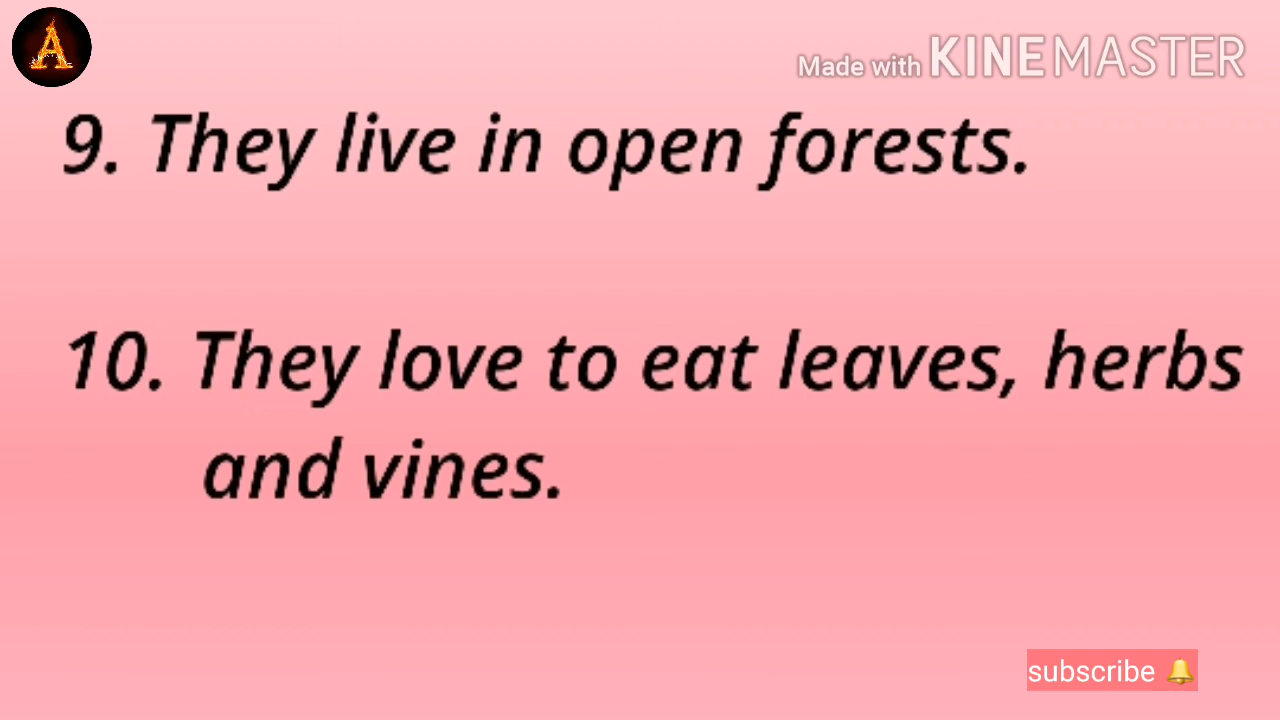 A
Made with KINEMASTER
9. They live in open forests.
10. They love to eat leaves, herbs
and vines.
subscribe 🔔